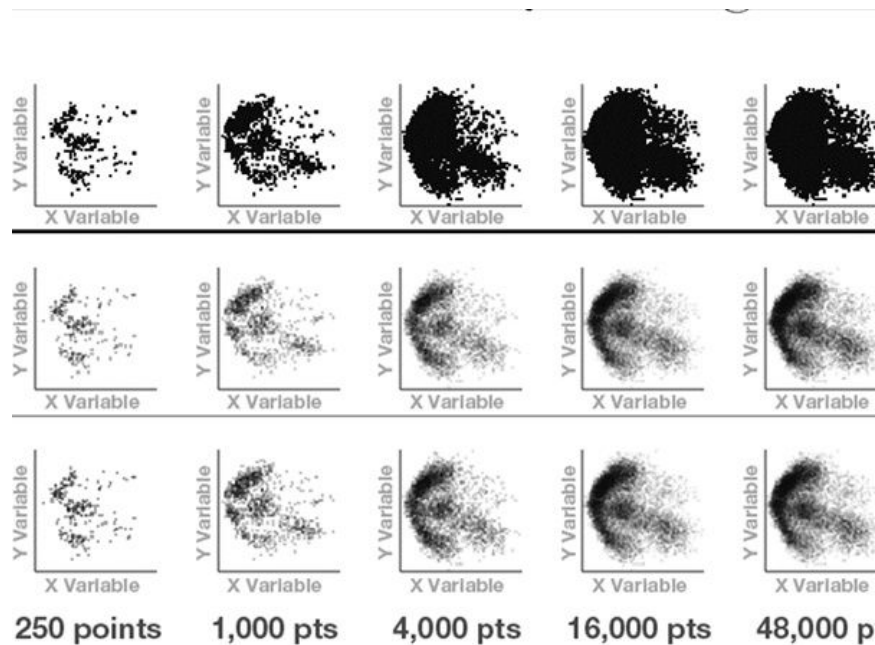 Y Variable Y Variable Y Variable Y Variable Y Variable
X Variable X Variable X Variable X Variable X Variable
Y Variable Y Variable Y Variable Y Variable Y Variable
X Variable X Variable X Variable X Variable X Variable
Y Variable Y Variable Y Variable Y Variable Y Variable
X Variable X Variable X Variable X Variable X Variable
250 points 1,000 pts 4,000 pts 16,000 pts 48,000 p